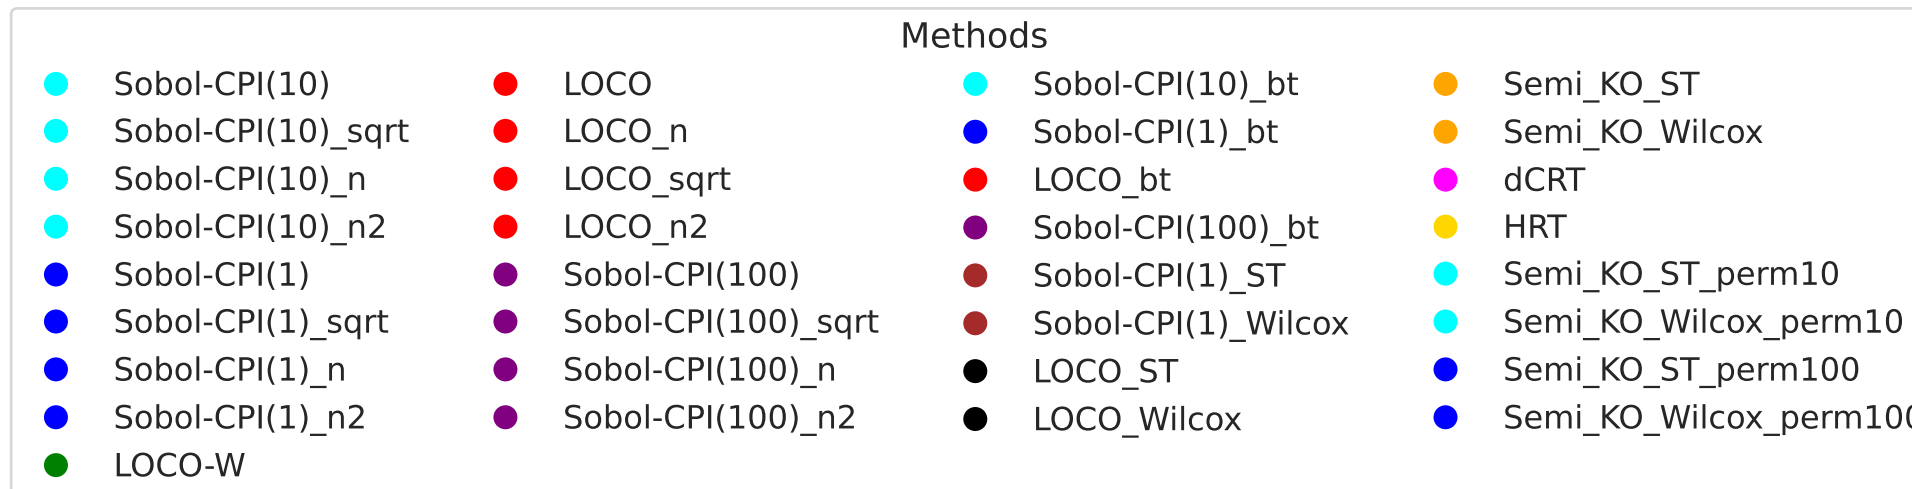 Methods
Sobol-CPI(10)
Sobol-CPI(10)_sqrt
Sobol-CPI(10)_n
Sobol-CPI(10)_n2
Sobol-CPI(1)
Sobol-CPI(1)_sqrt
Sobol-CPI(1)_n
Sobol-CPI(1)_n2
LOCO-W
LOCO
LOCO_n
LOCO_sqrt
LOCO_n2
Sobol-CPI(100)
Sobol-CPI(100)_sqrt
Sobol-CPI(100)_n
Sobol-CPI(100)_n2
Sobol-CPI(10)_bt
Sobol-CPI(1)_bt
LOCO_bt
Sobol-CPI(100)_bt
Sobol-CPI(1)_ST
Sobol-CPI(1)_Wilcox
LOCO_ST
LOCO_Wilcox
Semi_KO_ST
Semi_KO_Wilcox
dCRT
HRT
Semi_KO_ST_perm10
Semi_KO_Wilcox_perm10
Semi_KO_ST_perm100
Semi_KO_Wilcox_perm100